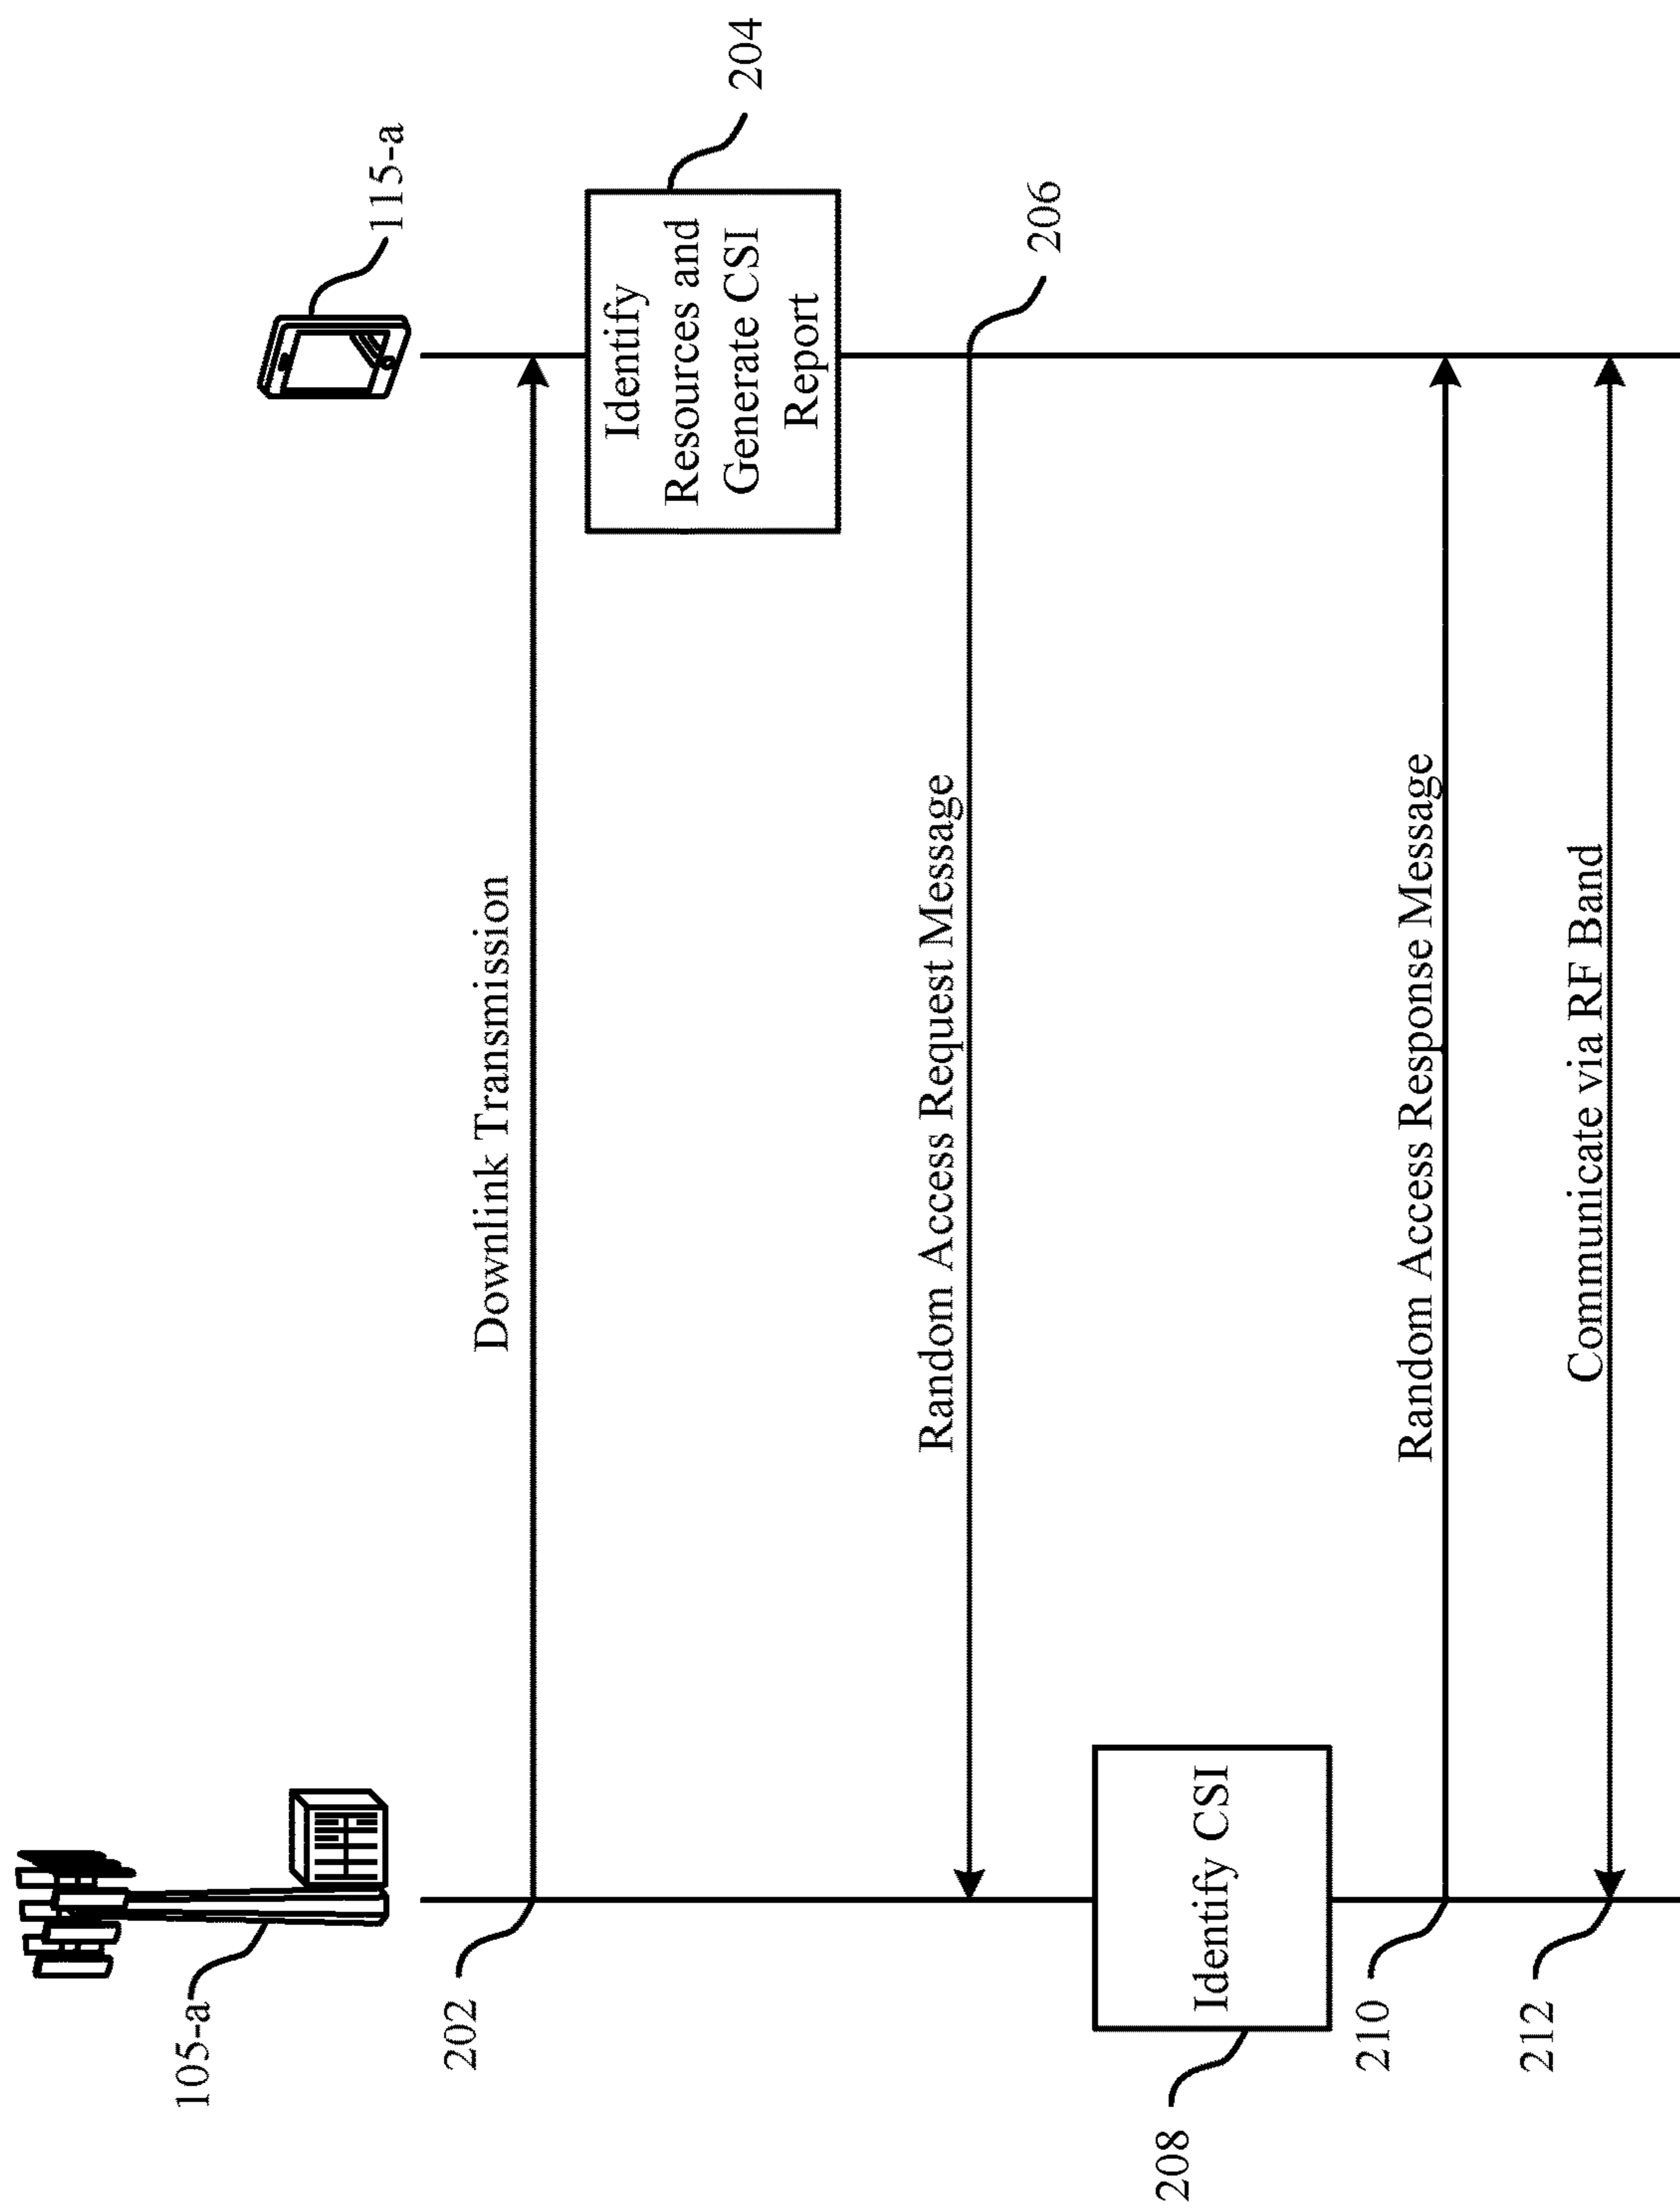 105-a
115-a
202
Downlink Transmission
Identify
Resources and
Generate CSI
Report
204
Random Access Request Message
206
Identify CSI
208
210
Random Access Response Message
212
Communicate via RF Band